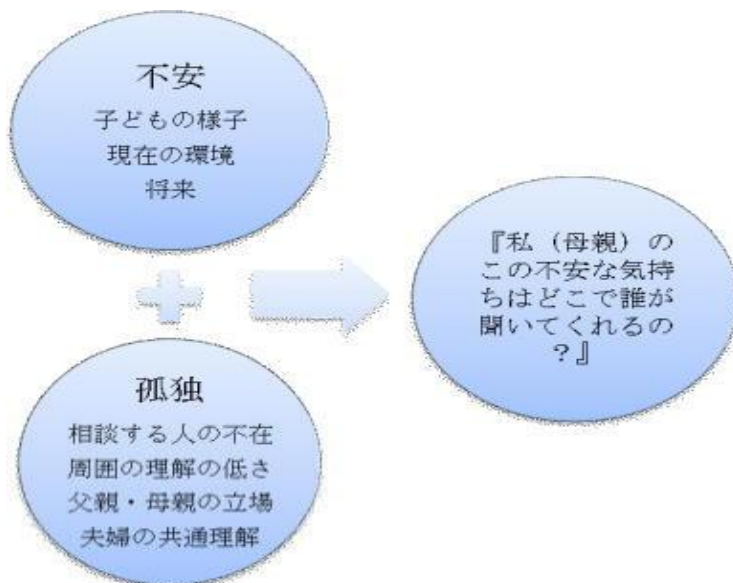 不安
子どもの様子
現在の環境
将来
孤独
相談する人の不在
周囲の理解の低さ
父親・母親の立場
夫婦の共通理解
『私（母親）の
この不安な気持
ちはどこで誰が
聞いてくれるの
？』